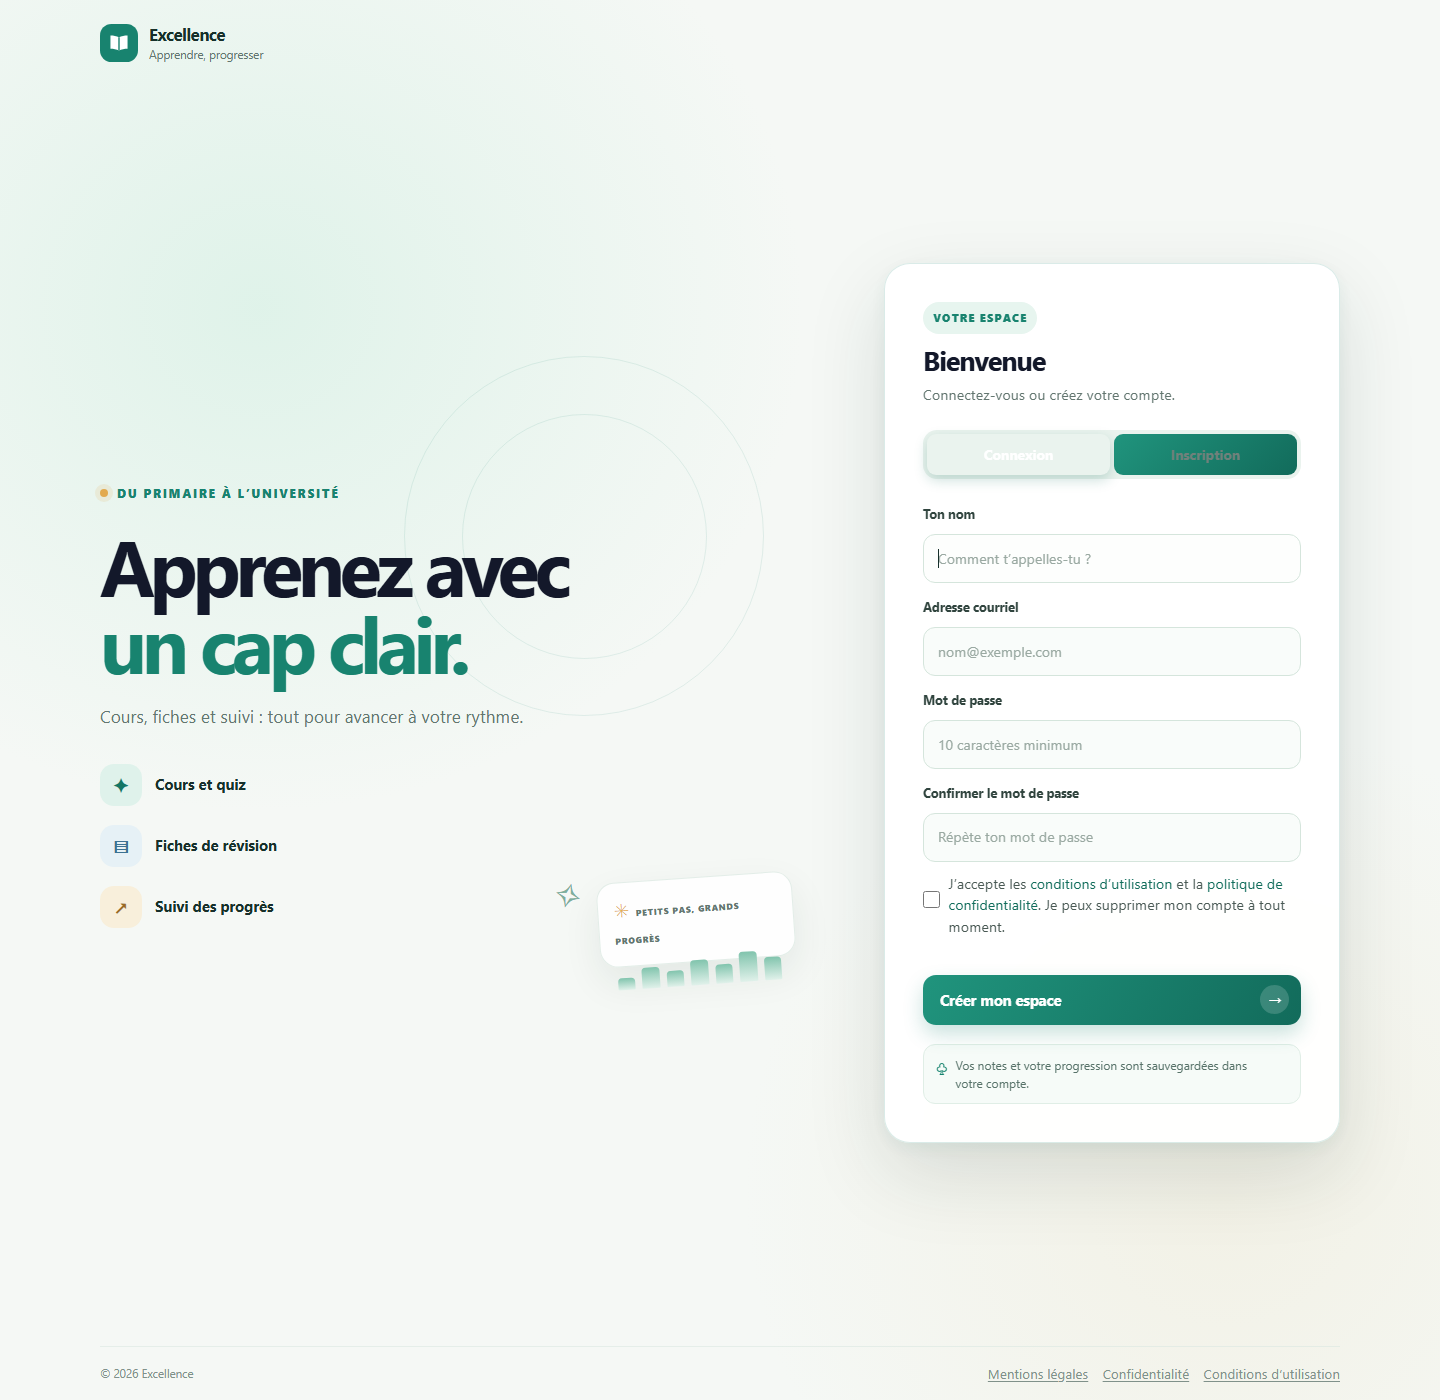 Excellence
Apprendre, progresser
DU PRIMAIRE À L’UNIVERSITÉ
Apprenez avec
un cap clair.
Cours, fiches et suivi : tout pour avancer à votre rythme.
Cours et quiz
Fiches de révision
Suivi des progrès
PETITS PAS, GRANDS
PROGRÈS
VOTRE ESPACE
Bienvenue
Connectez-vous ou créez votre compte.
Connexion
Inscription
Ton nom
Comment t’appelles-tu ?
Adresse courriel
nom@exemple.com
Mot de passe
10 caractères minimum
Confirmer le mot de passe
Répète ton mot de passe
J’accepte les conditions d’utilisation et la politique de
confidentialité. Je peux supprimer mon compte à tout
moment.
Créer mon espace →
Vos notes et votre progression sont sauvegardées dans
votre compte.
© 2026 Excellence
Mentions légales Confidentialité Conditions d’utilisation